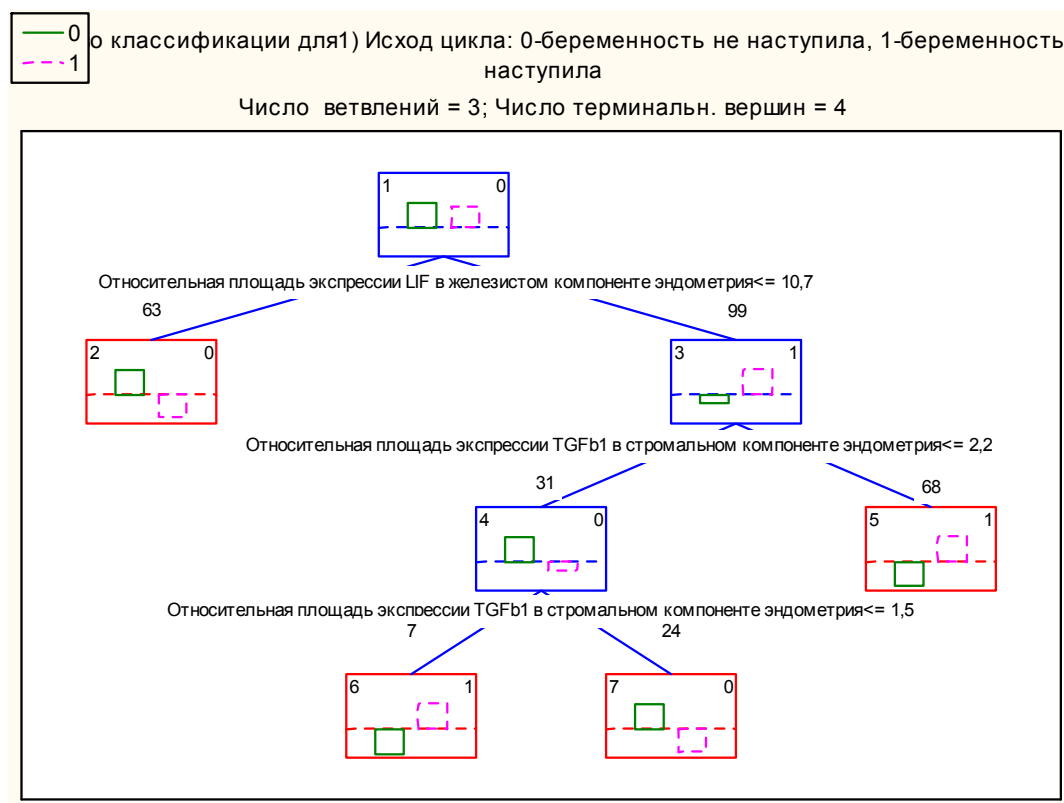 0
1
о классификации для1) Исход цикла: 0-беременность не наступила, 1-беременность
наступила
Число ветвлений = 3; Число терминальн. вершин = 4
1 0
Относительная площадь экспрессии LIF в железистом компоненте эндометрия<= 10,7
63 99
2 0 3 1
Относительная площадь экспрессии TGFb1 в стромальном компоненте эндометрия<= 2,2
31 68
4 0 5 1
Относительная площадь экспрессии TGFb1 в стромальном компоненте эндометрия<= 1,5
7 24
6 1 7 0